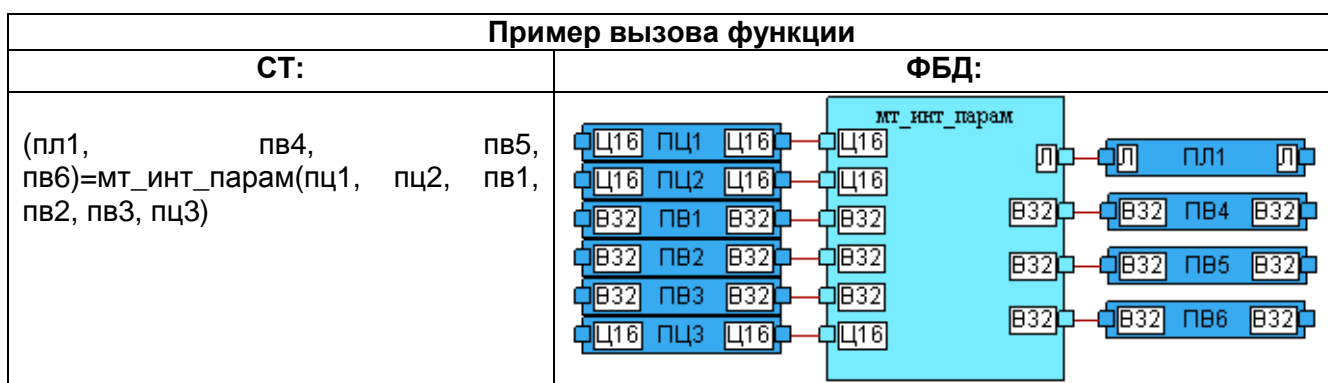 Пример вызова функции
СТ:
ФБД:
(пл1, пв4, пв5,
пв6)=мт_инт_парам(пц1, пц2, пв1,
пв2, пв3, пц3)
мт_инт_парам
Ц16 ПЦ1 Ц16 Ц16
Ц16 ПЦ2 Ц16 Ц16
В32 ПВ1 В32 В32
В32 ПВ2 В32 В32
В32 ПВ3 В32 В32
Ц16 ПЦ3 Ц16 Ц16
Л Л ПЛ1 Л
В32 В32 ПВ4 В32
В32 В32 ПВ5 В32
В32 В32 ПВ6 В32